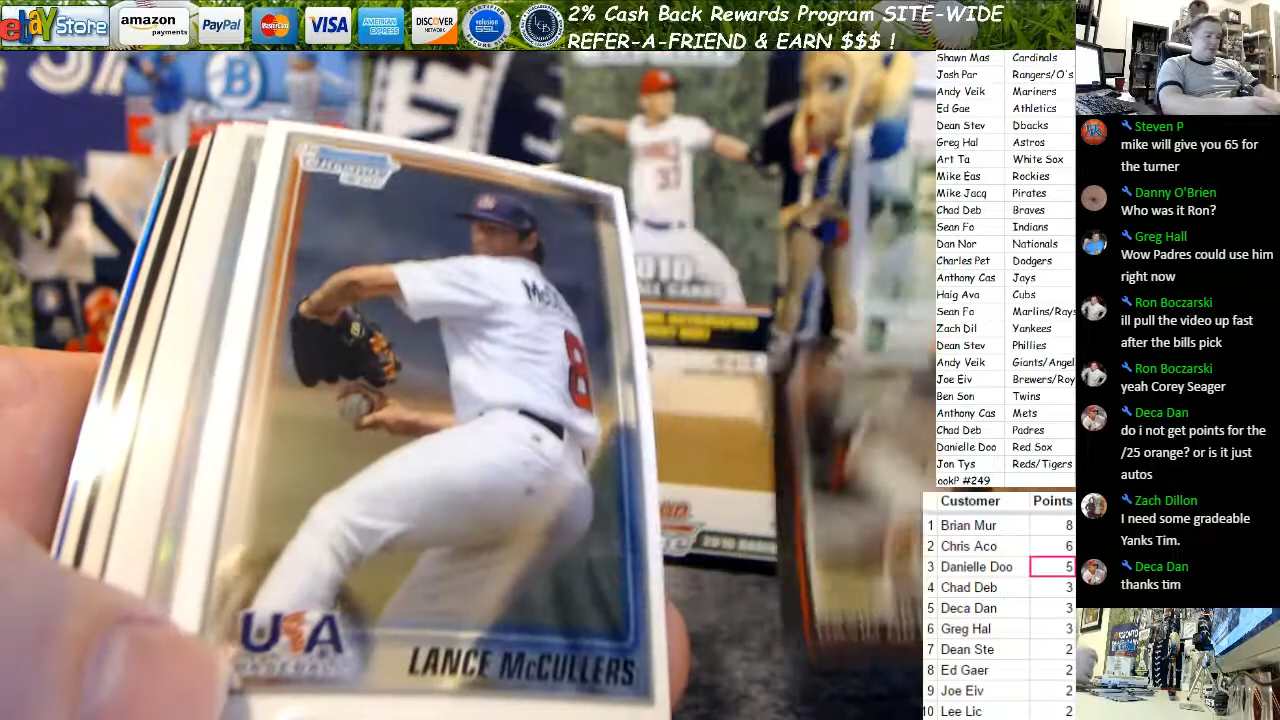 ebay Store
amazon
payments
PayPal
MasterCard
VISA
AMERICAN
EXPRESS
DISCOVER
NETWORK
SSL
2% Cash Back Rewards Program SITE-WIDE
REFER-A-FRIEND & EARN $$$ !
Shawn Mas Cardinals
Josh Par Rangers/O's
Andy Veik Mariners
Ed Gae Athletics
Dean Stev Dbacks
Greg Hal Astros
Art Ta White Sox
Mike Eas Rockies
Mike Jacq Pirates
Chad Deb Braves
Sean Fo Indians
Dan Nor Nationals
Charles Pet Dodgers
Anthony Cas Jays
Haig Ava Cubs
Sean Fo Marlins/Rays
Zach Dil Yankees
Dean Stev Phillies
Andy Veik Giants/Angel
Joe Eiv Brewers/Roy
Ben Son Twins
Anthony Cas Mets
Chad Deb Padres
Danielle Doo Red Sox
Jon Tys Reds/Tigers
ookP #249
Customer Points
1 Brian Mur 8
2 Chris Aco 6
3 Danielle Doo 5
4 Chad Deb 3
5 Deca Dan 3
6 Greg Hal 3
7 Dean Ste 2
8 Ed Gaer 2
9 Joe Eiv 2
10 Lee Lic 2
Steven P
mike will give you 65 for
the turner
Danny O'Brien
Who was it Ron?
Greg Hall
Wow Padres could use him
right now
Ron Boczarski
ill pull the video up fast
after the bills pick
Ron Boczarski
yeah Corey Seager
Deca Dan
do i not get points for the
/25 orange? or is it just
autos
Zach Dillon
I need some gradeable
Yanks Tim.
Deca Dan
thanks tim
37
2010
8
USA
BASEBALL
LANCE McCULLERS